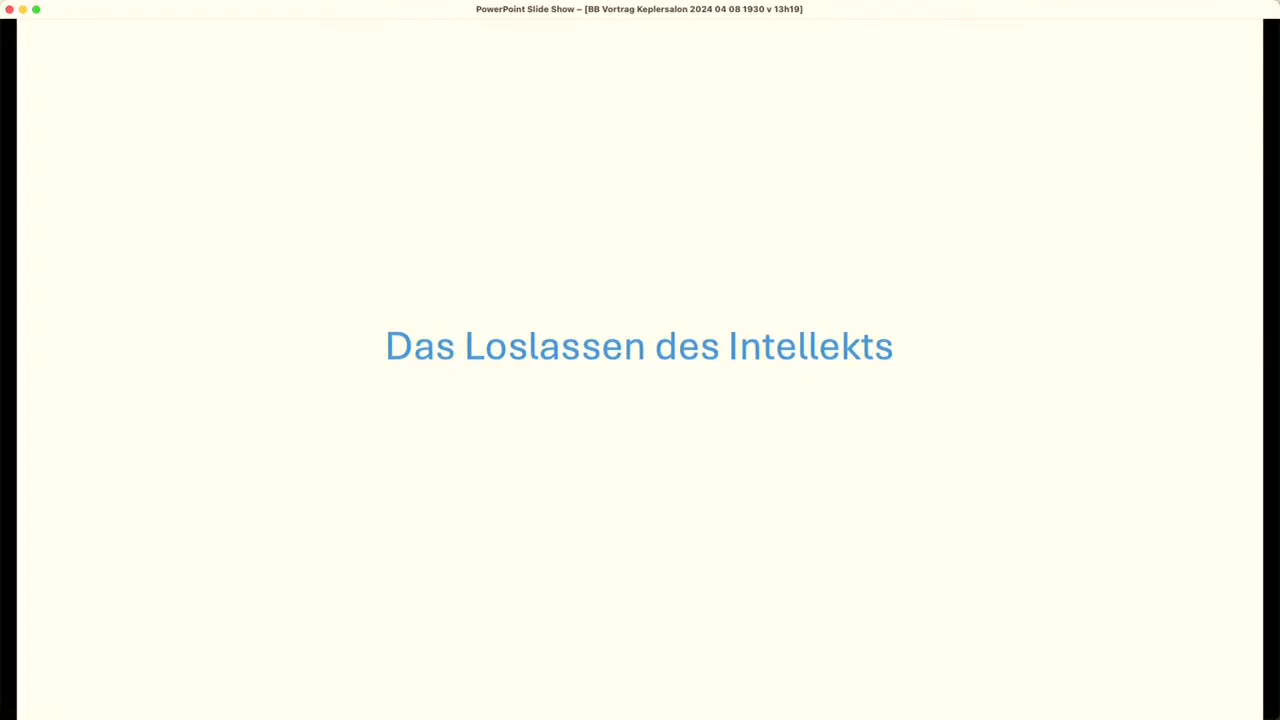 PowerPoint Slide Show – [BB Vortrag Keplersalon 2024 04 08 1930 v 13h19]
Das Loslassen des Intellekts